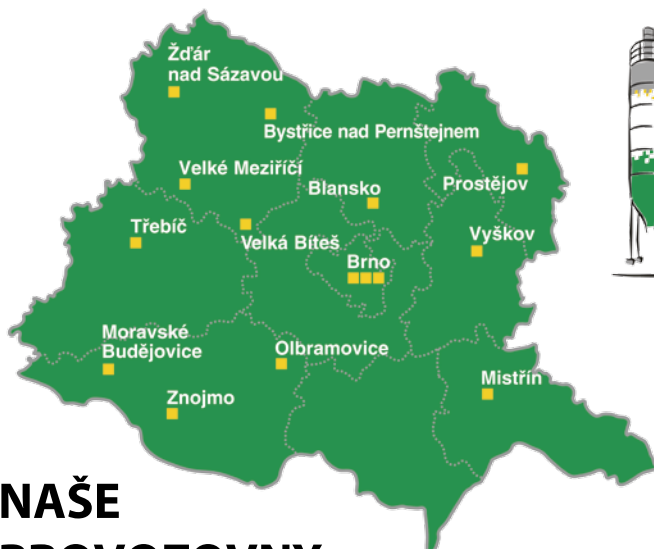 Žďár
nad Sázavou
Bystřice nad Pernštejnem
Velké Meziříčí
Blansko
Prostějov
Třebíč
Velká Bíteš
Vyškov
Brno
Moravské
Budějovice
Olbramovice
Mistřín
Znojmo
NAŠE
PROVOZOVNY